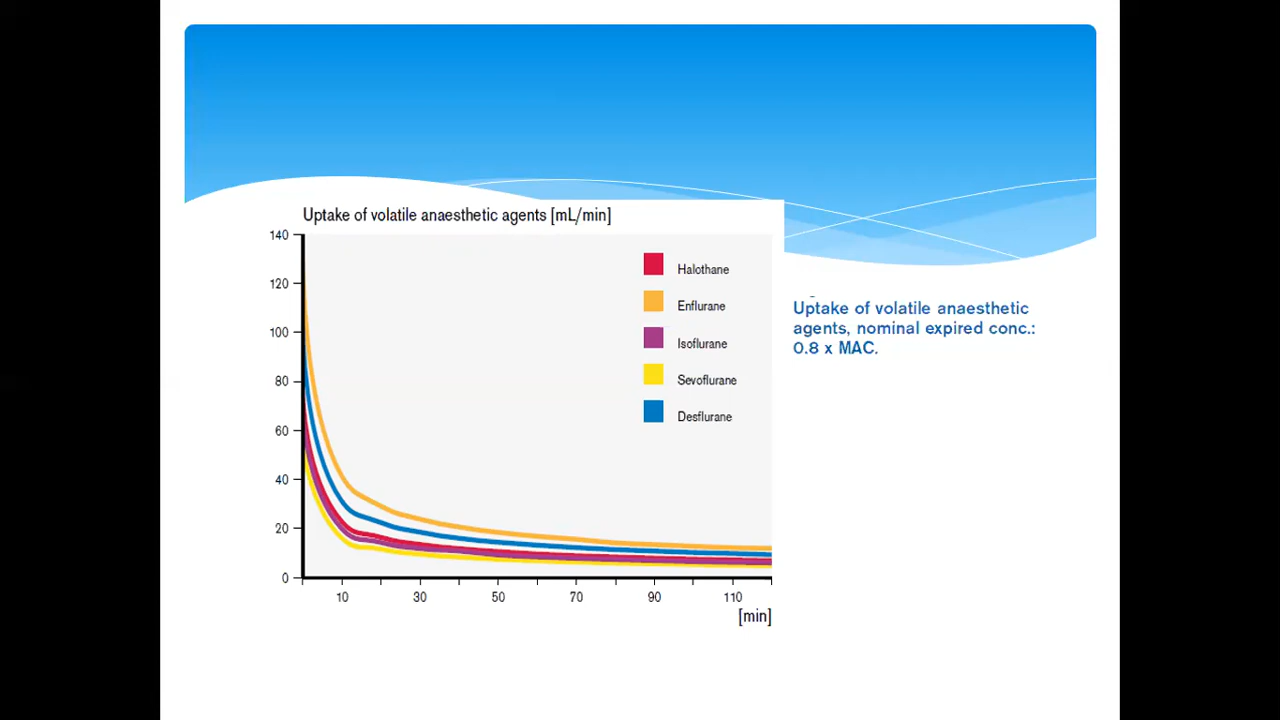 Uptake of volatile anaesthetic agents [mL/min]
140
120
100
80
60
40
20
0
10 30 50 70 90 110
[min]
Halothane
Enflurane
Isoflurane
Sevoflurane
Desflurane
Uptake of volatile anaesthetic
agents, nominal expired conc.:
0.8 x MAC.